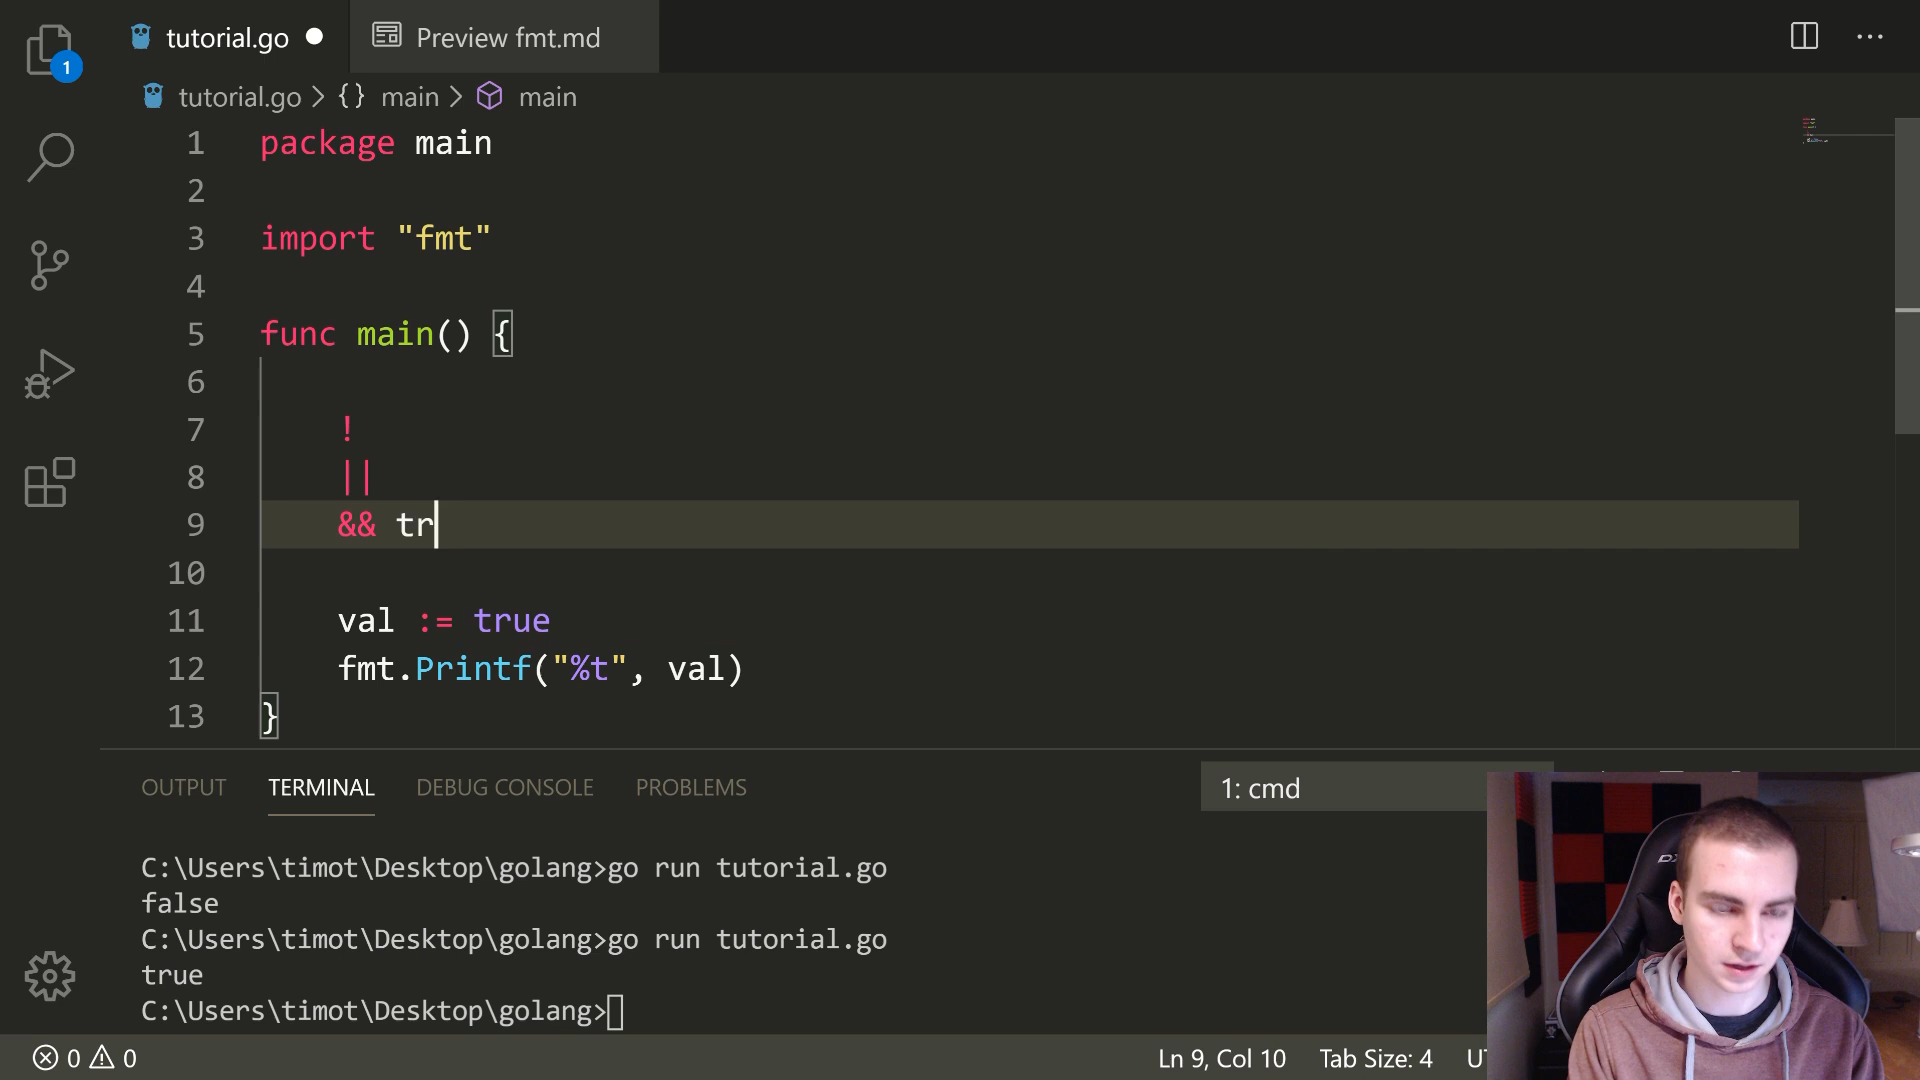 tutorial.go
Preview fmt.md
1
tutorial.go > {} main > main
1 package main
2
3 import "fmt"
4
5 func main() {
6
7 !
8 ||
9 && tr
10
11 val := true
12 fmt.Printf("%t", val)
13 }
OUTPUT TERMINAL DEBUG CONSOLE PROBLEMS
1: cmd
C:\Users\timot\Desktop\golang>go run tutorial.go
false
C:\Users\timot\Desktop\golang>go run tutorial.go
true
C:\Users\timot\Desktop\golang>
0 0
Ln 9, Col 10 Tab Size: 4